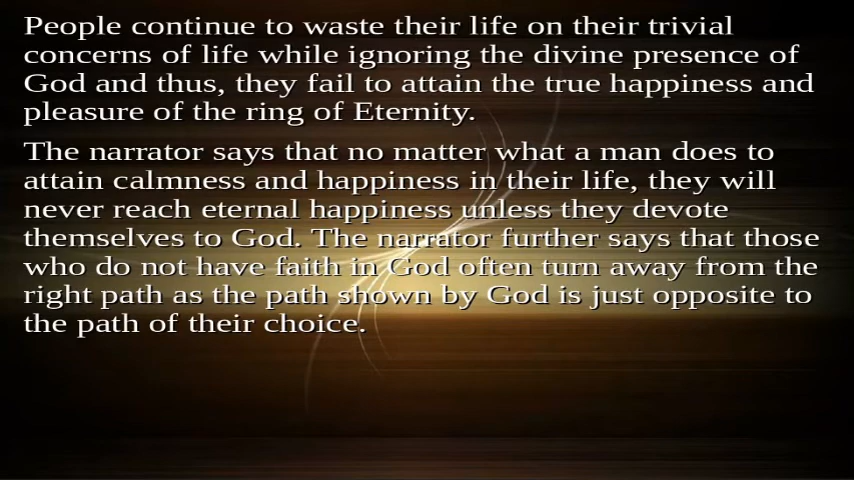 People continue to waste their life on their trivial
concerns of life while ignoring the divine presence of
God and thus, they fail to attain the true happiness and
pleasure of the ring of Eternity.
The narrator says that no matter what a man does to
attain calmness and happiness in their life, they will
never reach eternal happiness unless they devote
themselves to God. The narrator further says that those
who do not have faith in God often turn away from the
right path as the path shown by God is just opposite to
the path of their choice.